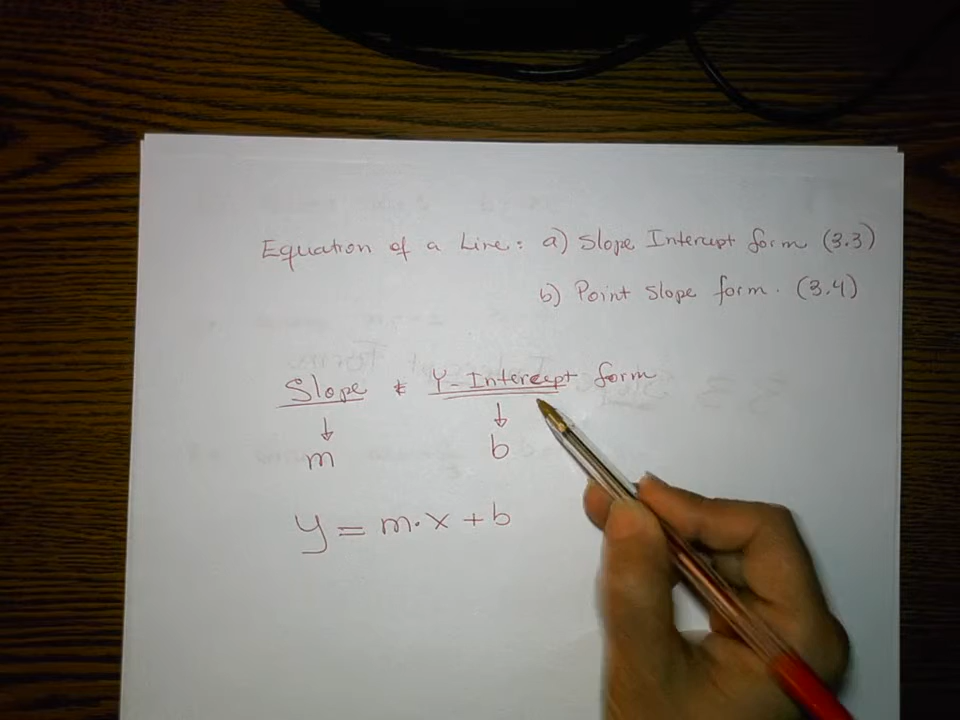 Equation of a Line: a) Slope Intercept form (3.3)
b) Point Slope form. (3.4)
Slope & Y-Intercept form
↓ ↓
m b
y = m·x + b